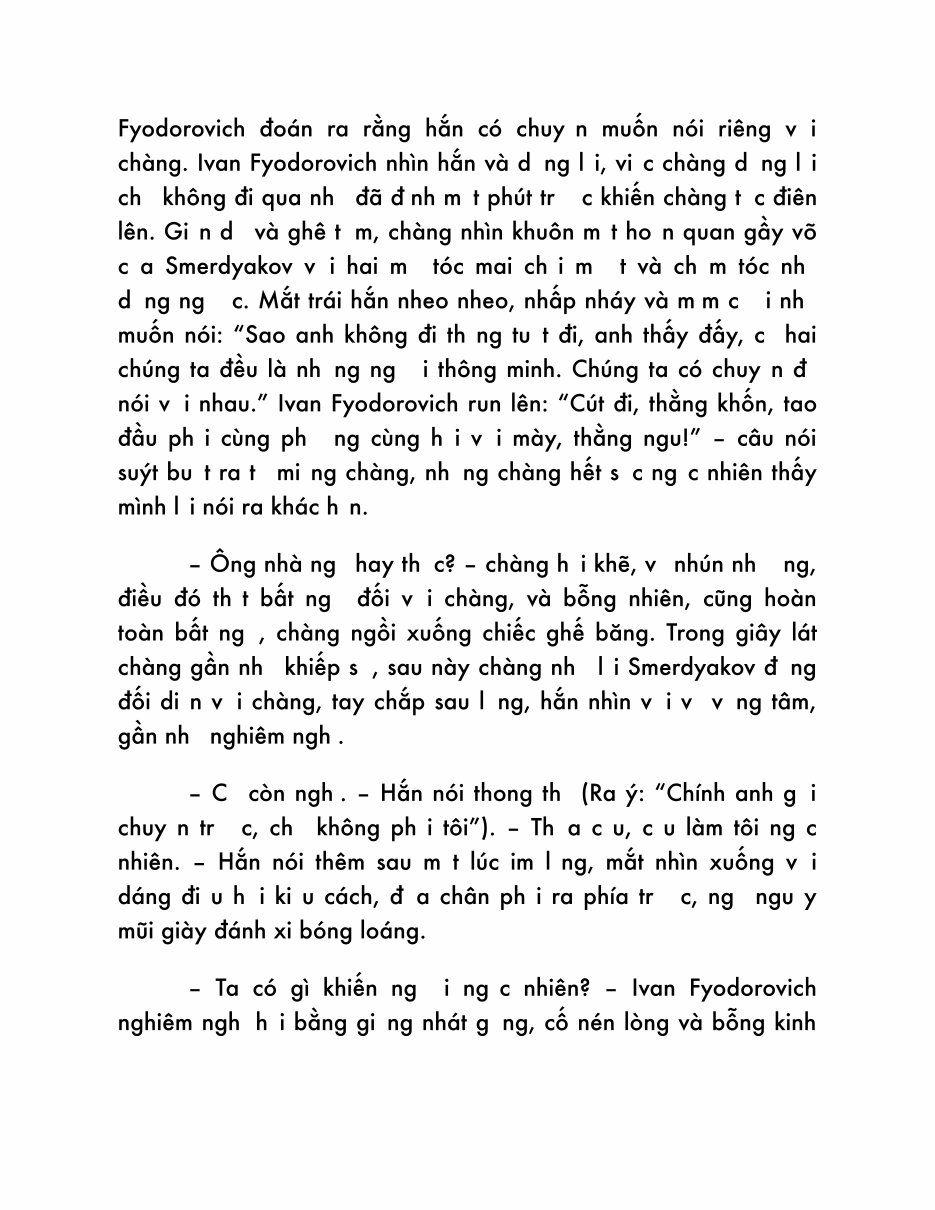 Fyodorovich đoán ra rằng hắn có chuy n muốn nói riêng v i
chàng. Ivan Fyodorovich nhìn hắn và d ng l i, vi c chàng d ng l i
ch không đi qua nh đã đ nh m t phút tr c khiến chàng t c điên
lên. Gi n d và ghê t m, chàng nhìn khuôn m t ho n quan gầy võ
c a Smerdyakov v i hai m tóc mai ch i m t và ch m tóc nh
d ng ng c. Mắt trái hắn nheo nheo, nhấp nháy và m m c i nh
muốn nói: “Sao anh không đi th ng tu t đi, anh thấy đấy, c hai
chúng ta đều là nh ng ng i thông minh. Chúng ta có chuy n đ
nói v i nhau.” Ivan Fyodorovich run lên: “Cút đi, thằng khốn, tao
đầu ph i cùng ph ng cùng h i v i mày, thằng ngu!” – câu nói
suýt bu t ra t mi ng chàng, nh ng chàng hết s c ng c nhiên thấy
mình l i nói ra khác h n.
– Ông nhà ng hay th c? – chàng h i khẽ, v nhún nh ng,
điều đó th t bất ng đối v i chàng, và bỗng nhiên, cũng hoàn
toàn bất ng , chàng ngồi xuống chiếc ghế băng. Trong giây lát
chàng gần nh khiếp s , sau này chàng nh l i Smerdyakov đ ng
đối di n v i chàng, tay chắp sau l ng, hắn nhìn v i v v ng tâm,
gần nh nghiêm ngh .
– C còn ngh . – Hắn nói thong th (Ra ý: “Chính anh g i
chuy n tr c, ch không ph i tôi”). – Th a c u, c u làm tôi ng c
nhiên. – Hắn nói thêm sau m t lúc im l ng, mắt nhìn xuống v i
dáng đi u h i ki u cách, đ a chân ph i ra phía tr c, ng ngu y
mũi giày đánh xi bóng loáng.
– Ta có gì khiến ng i ng c nhiên? – Ivan Fyodorovich
nghiêm ngh h i bằng gi ng nhát g ng, cố nén lòng và bỗng kinh